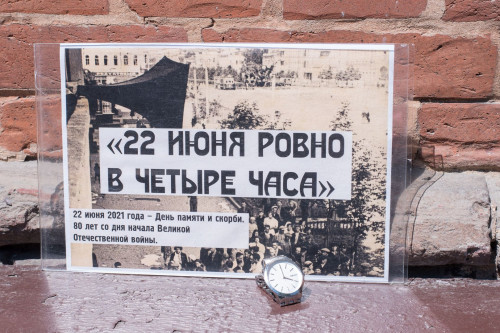 «22 ИЮНЯ РОВНО
В ЧЕТЫРЕ ЧАСА»
22 июня 2021 года – День памяти и скорби.
80 лет со дня начала Великой
Отечественной войны.